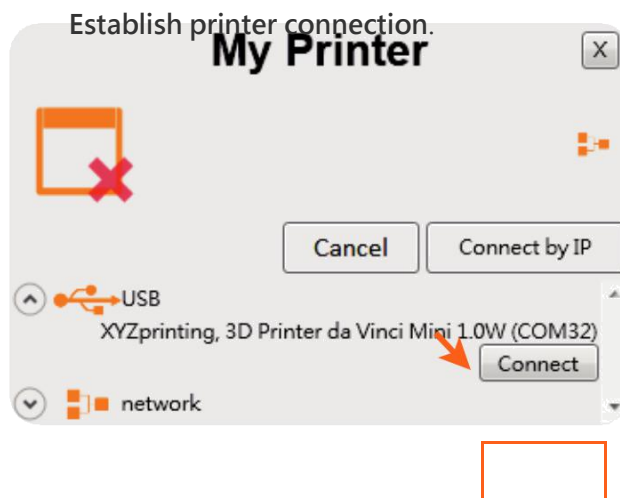 Establish printer connection.
My Printer
X
Cancel
Connect by IP
USB
XYZprinting, 3D Printer da Vinci Mini 1.0W (COM32)
Connect
network